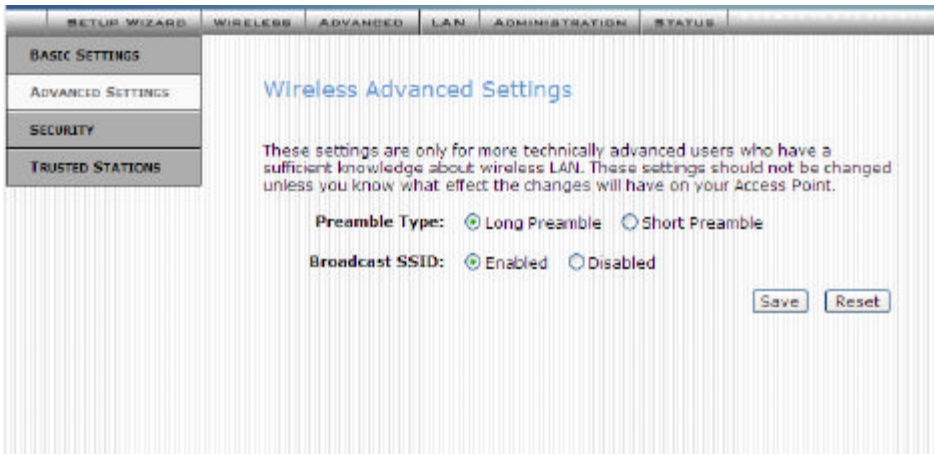 SETUP WIZARD WIRELESS ADVANCED LAN ADMINISTRATION STATUS
BASIC SETTINGS
ADVANCED SETTINGS
SECURITY
TRUSTED STATIONS
Wireless Advanced Settings
These settings are only for more technically advanced users who have a
sufficient knowledge about wireless LAN. These settings should not be changed
unless you know what effect the changes will have on your Access Point.
Preamble Type: Long Preamble Short Preamble
Broadcast SSID: Enabled Disabled
Save Reset